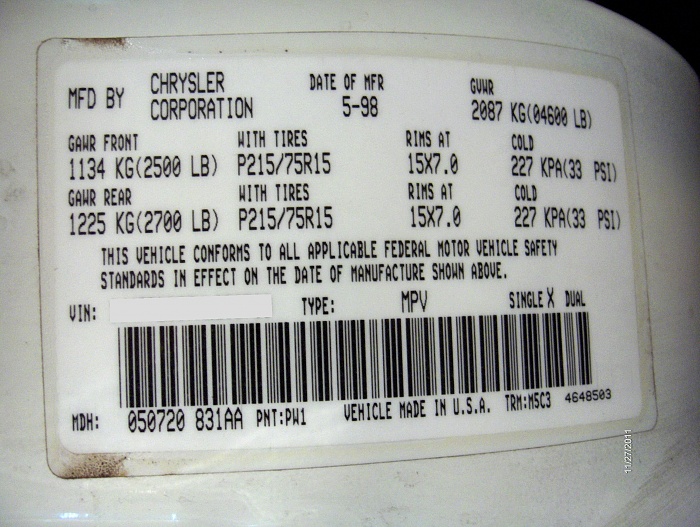 MFD BY CHRYSLER CORPORATION DATE OF MFR 5-98 GVWR 2087 KG(04600 LB)
GAWR FRONT WITH TIRES RIMS AT COLD
1134 KG(2500 LB) P215/75R15 15X7.0 227 KPA(33 PSI)
GAWR REAR WITH TIRES RIMS AT COLD
1225 KG(2700 LB) P215/75R15 15X7.0 227 KPA(33 PSI)
THIS VEHICLE CONFORMS TO ALL APPLICABLE FEDERAL MOTOR VEHICLE SAFETY
STANDARDS IN EFFECT ON THE DATE OF MANUFACTURE SHOWN ABOVE.
VIN: TYPE: MPV SINGLE X DUAL
MDH: 050720 831AA PNT:PW1 VEHICLE MADE IN U.S.A. TRM:M5C3 4648503
11/27/2011